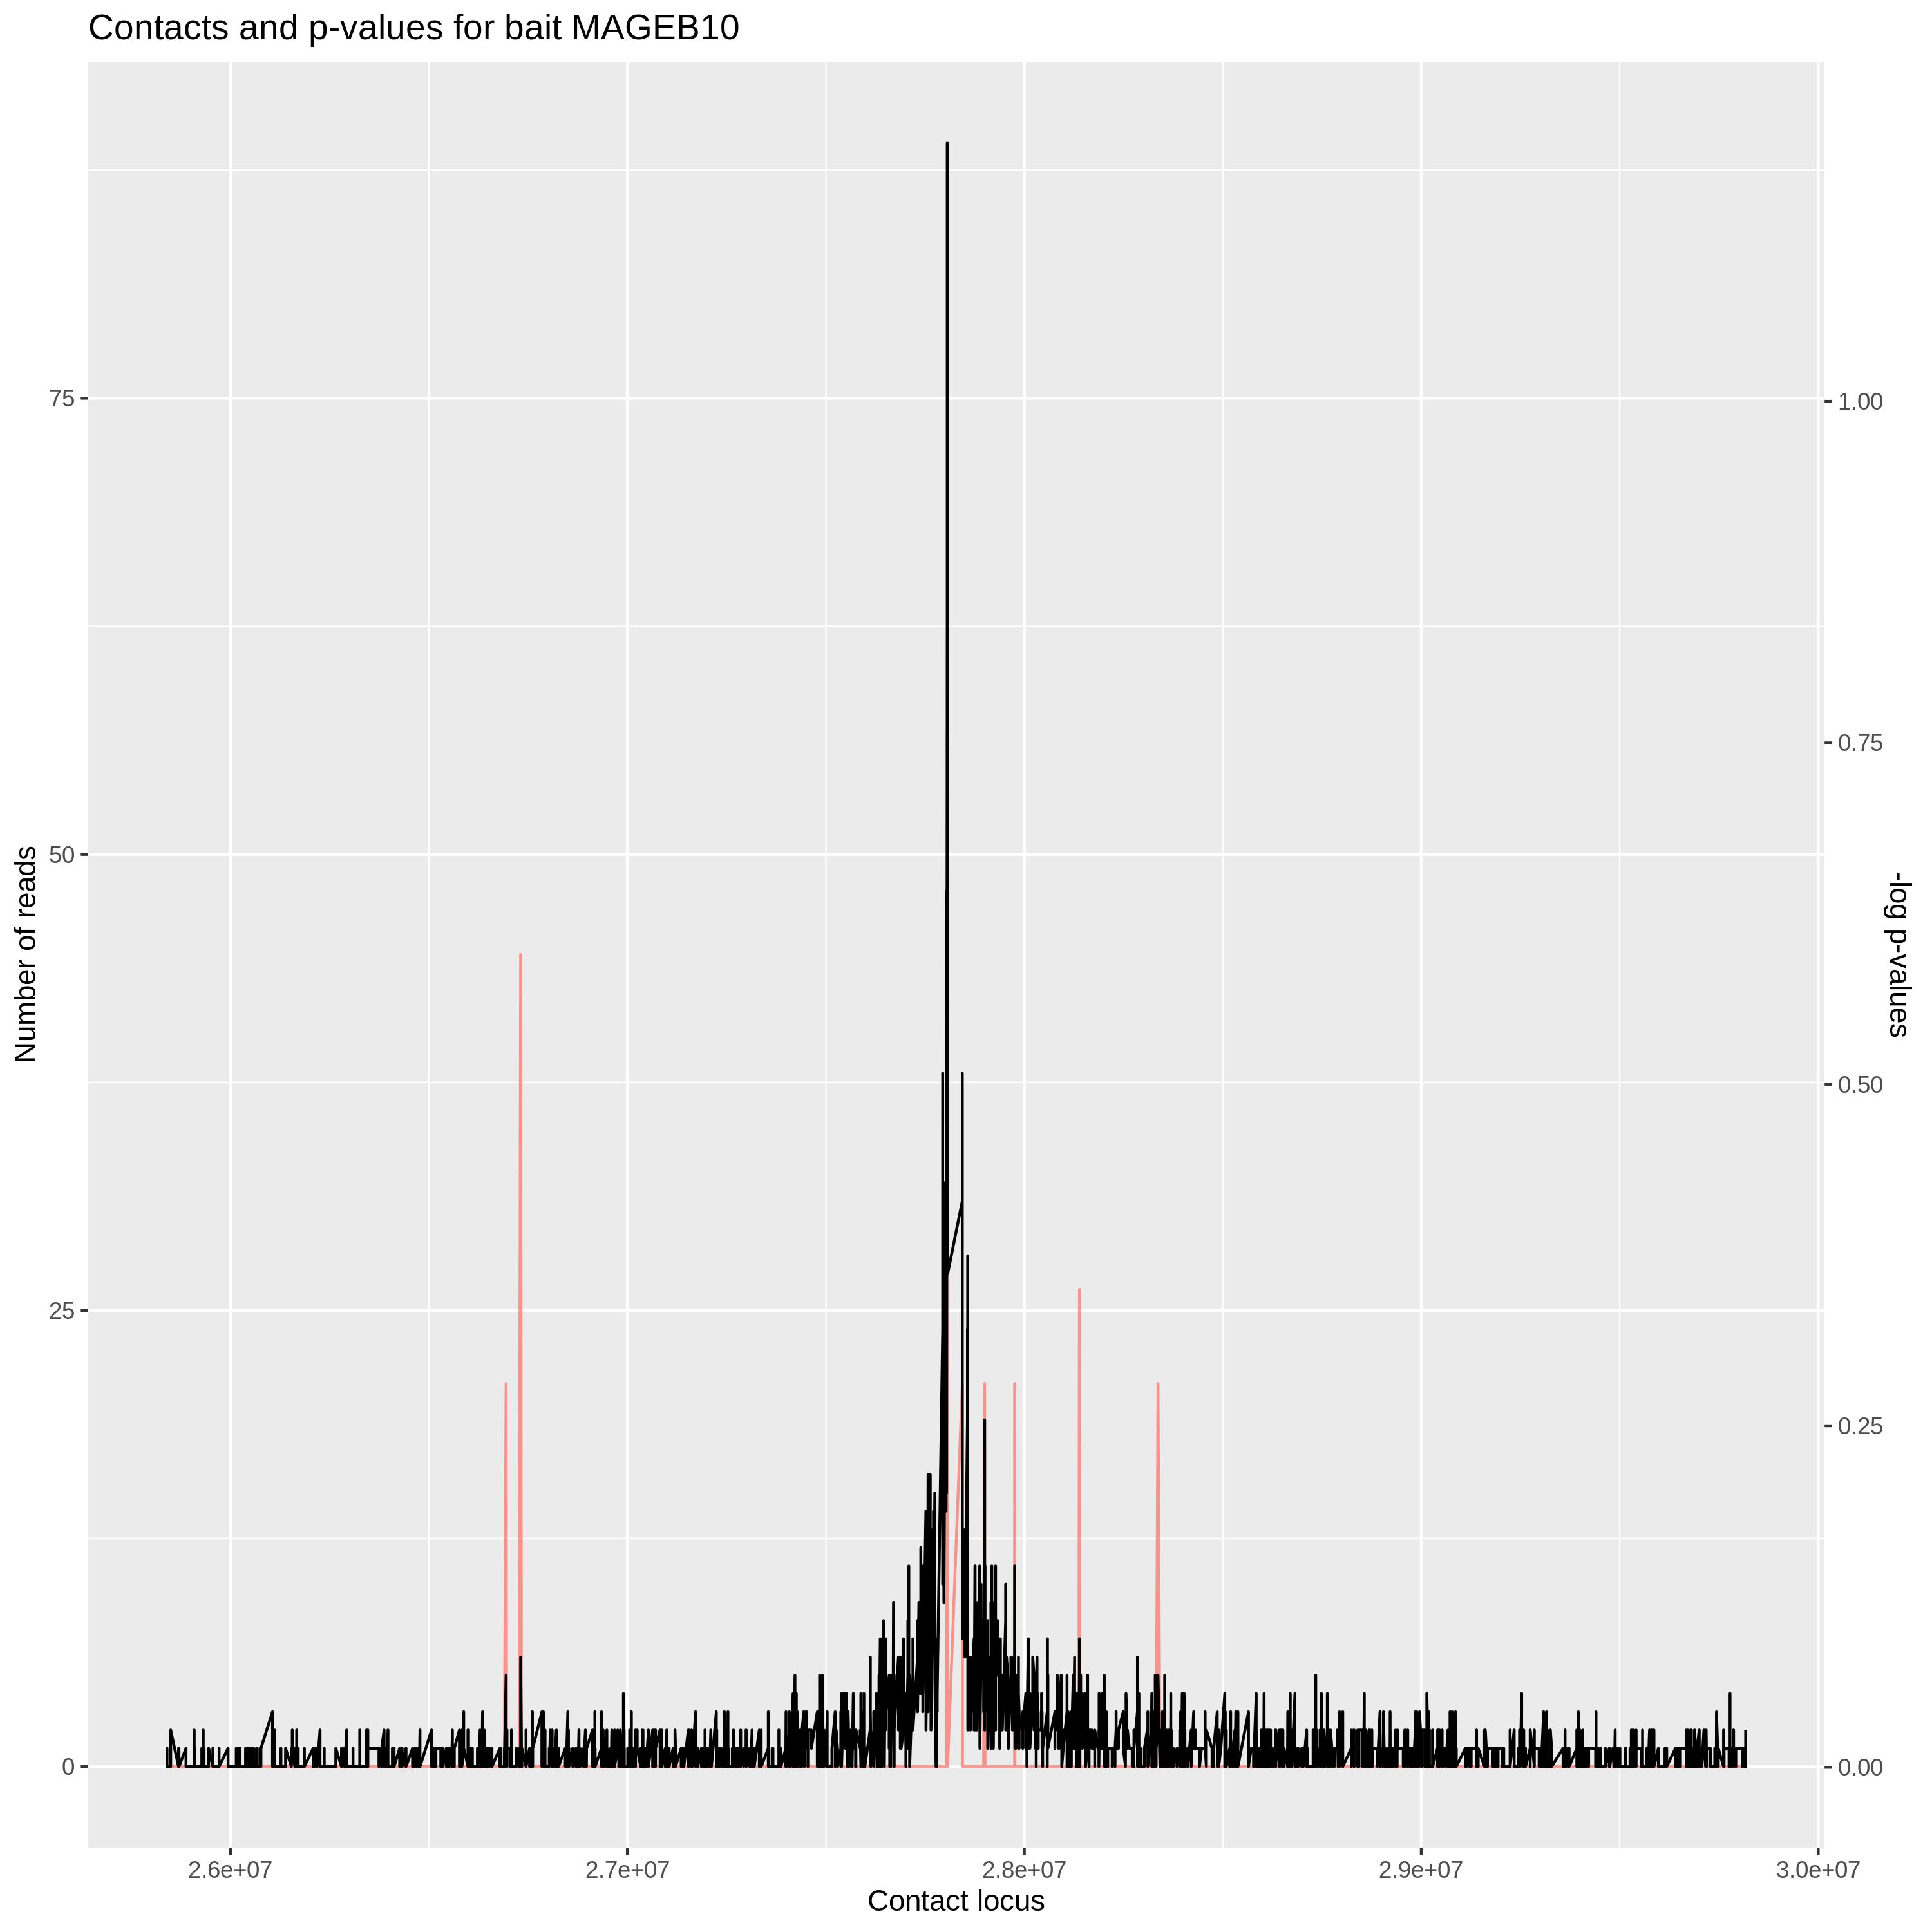 Contacts and p-values for bait MAGEB10
Number of reads
75
50
25
0
1.00
0.75
0.50
0.25
0.00
-log p-values
2.6e+07
2.7e+07
2.8e+07
2.9e+07
3.0e+07
Contact locus